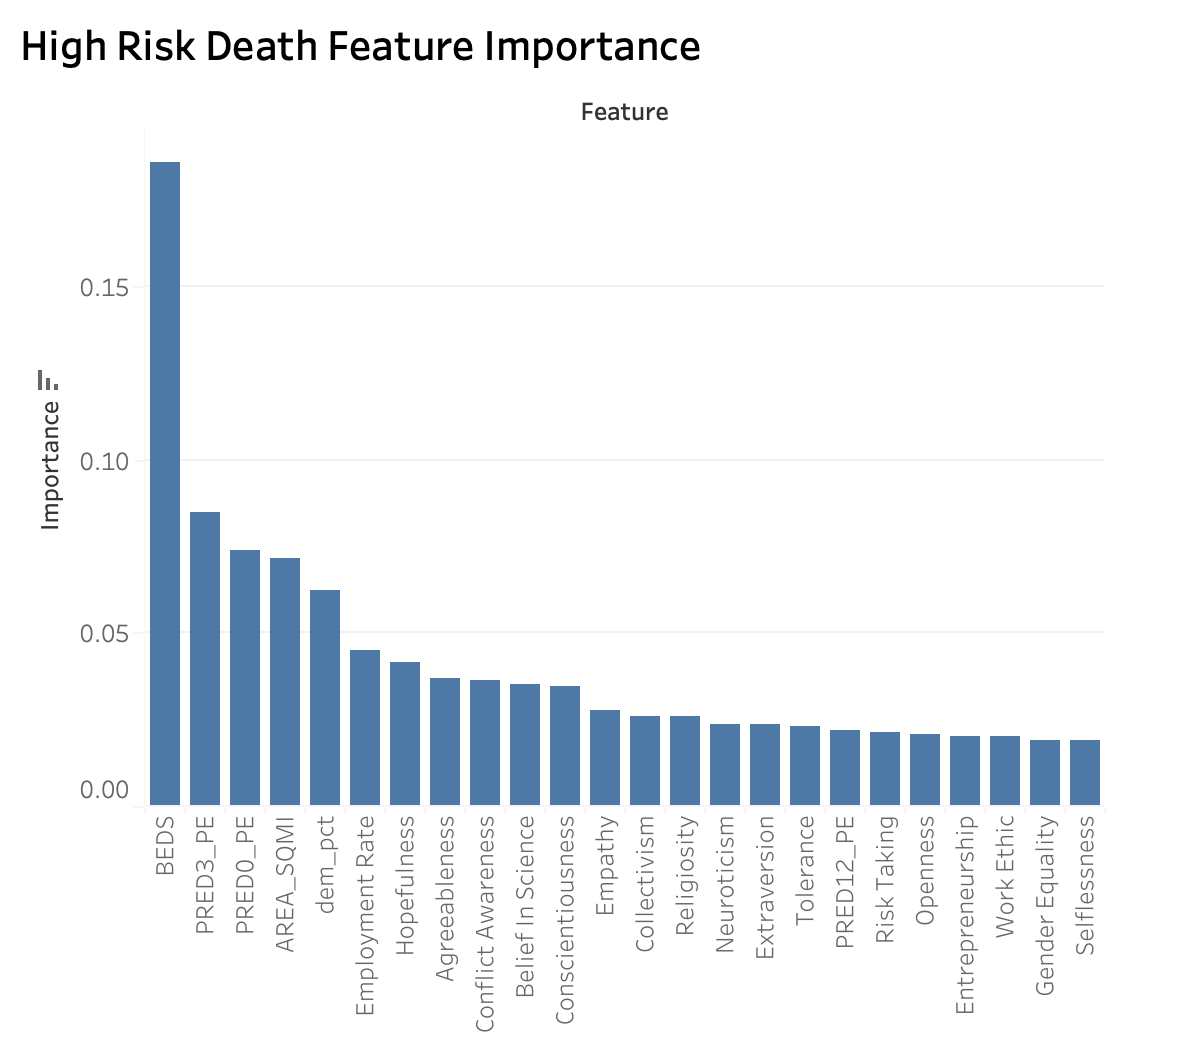 High Risk Death Feature Importance
Feature
Importance
0.15
0.10
0.05
0.00
BEDS
PRED3_PE
PRED0_PE
AREA_SQMI
dem_pct
Employment Rate
Hopefulness
Agreeableness
Conflict Awareness
Belief In Science
Conscientiousness
Empathy
Collectivism
Religiosity
Neuroticism
Extraversion
Tolerance
PRED12_PE
Risk Taking
Openness
Entrepreneurship
Work Ethic
Gender Equality
Selflessness